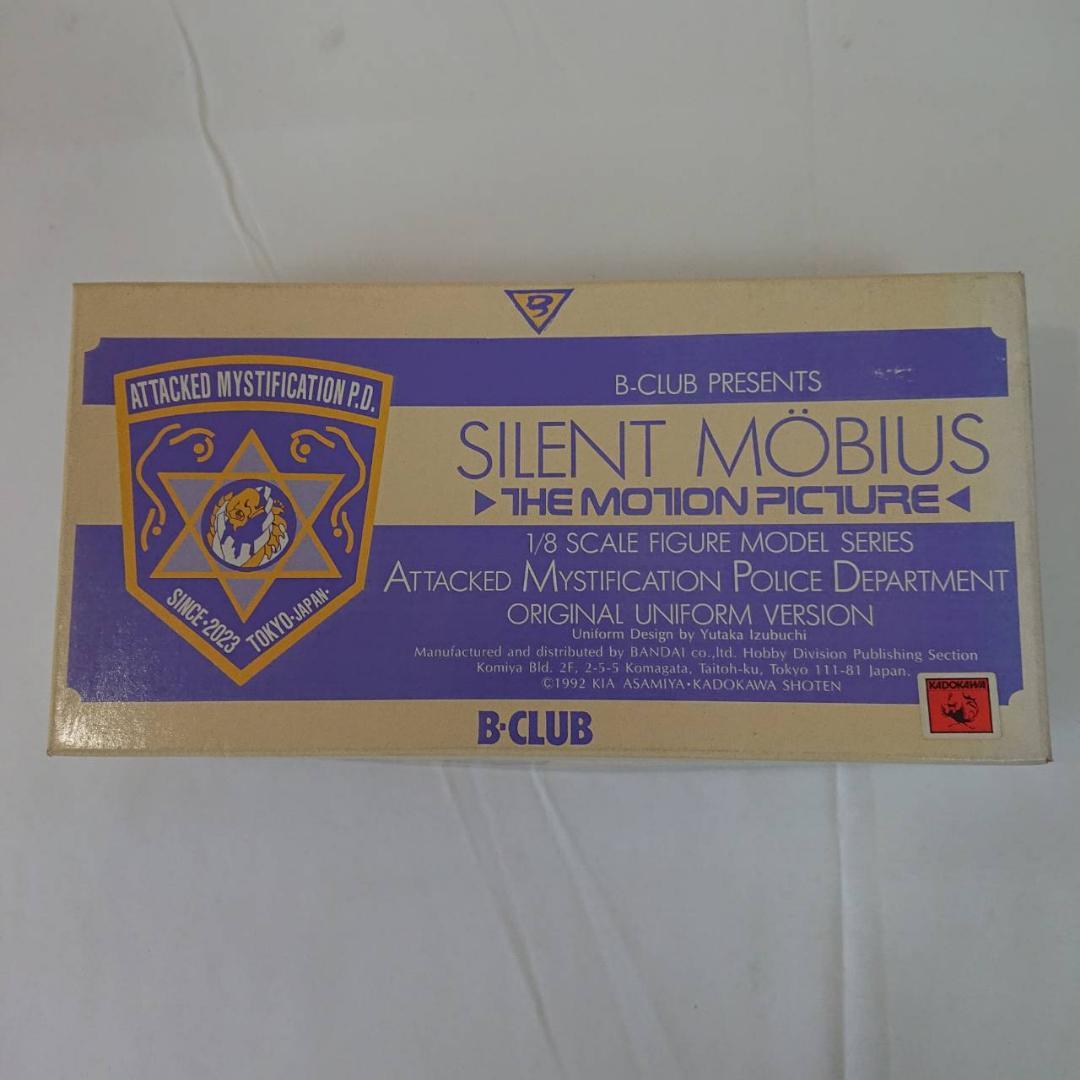 B
ATTACKED MYSTIFICATION P.D.
SINCE・2023 TOKYO-JAPAN・
B-CLUB PRESENTS
SILENT MÖBIUS
▶THE MOTION PICTURE◀
1/8 SCALE FIGURE MODEL SERIES
ATTACKED MYSTIFICATION POLICE DEPARTMENT
ORIGINAL UNIFORM VERSION
Uniform Design by Yutaka Izubuchi
Manufactured and distributed by BANDAI co.,ltd. Hobby Division Publishing Section
Komiya Bld. 2F, 2-5-5 Komagata, Taitoh-ku, Tokyo 111-81 Japan.
©1992 KIA ASAMIYA・KADOKAWA SHOTEN
KADOKAWA
B-CLUB